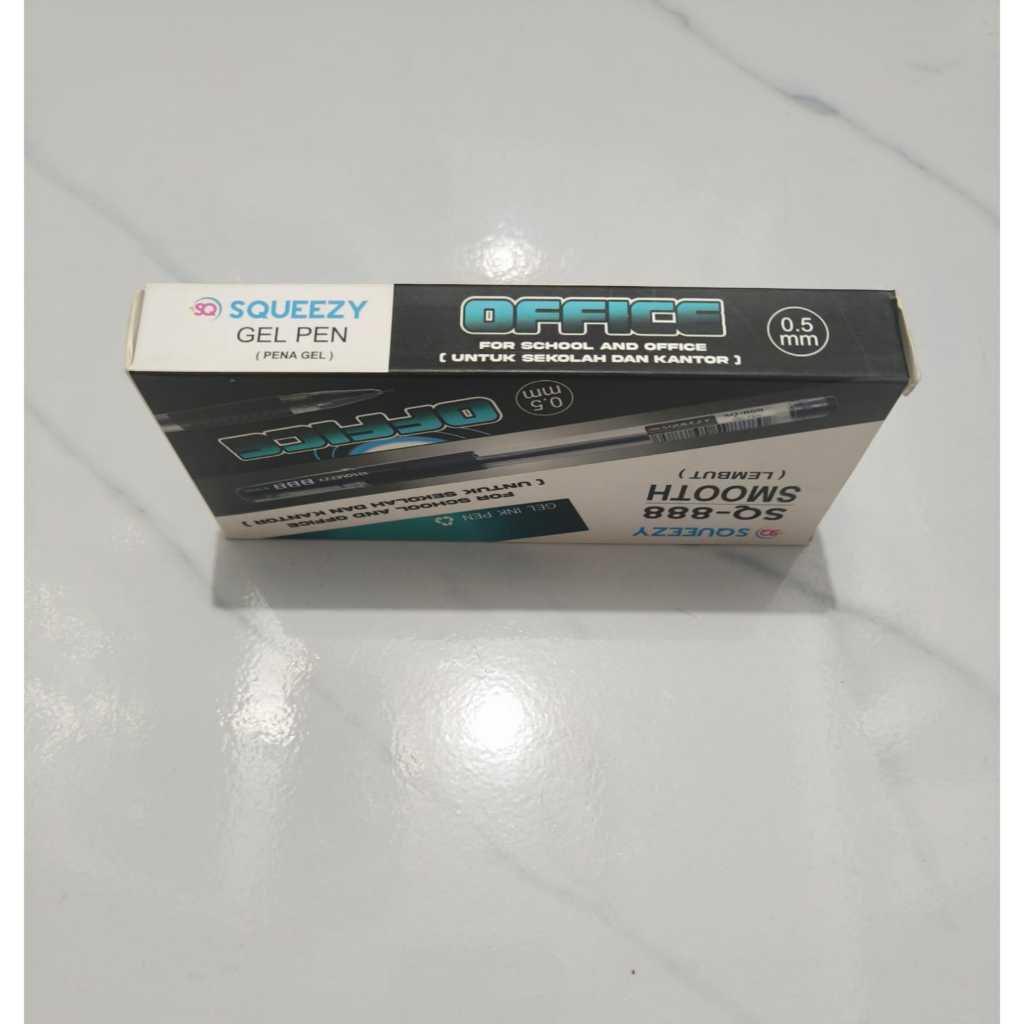 SQ SQUEEZY
GEL PEN
( PENA GEL )
OFFICE
FOR SCHOOL AND OFFICE
( UNTUK SEKOLAH DAN KANTOR )
0.5
mm
SQ SQUEEZY
SQ-888
SMOOTH
( LEMBUT )
GEL INK PEN
FOR SCHOOL AND OFFICE
( UNTUK SEKOLAH DAN KANTOR )
888
SQUEEZY
OFFICE
0.5
mm